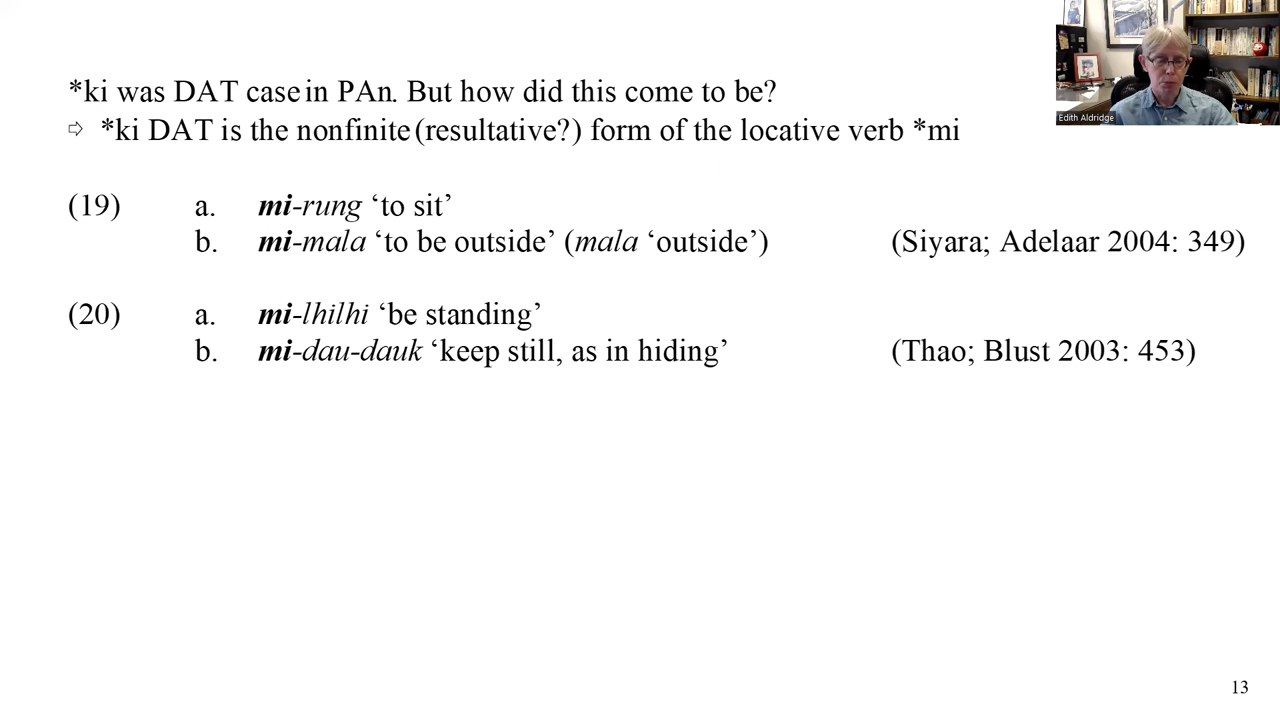 *ki was DAT case in PAn. But how did this come to be?
⇨ *ki DAT is the nonfinite (resultative?) form of the locative verb *mi
(19) a. mi-rung ‘to sit’
b. mi-mala ‘to be outside’ (mala ‘outside’) (Siyara; Adelaar 2004: 349)
(20) a. mi-lhilhi ‘be standing’
b. mi-dau-dauk ‘keep still, as in hiding’ (Thao; Blust 2003: 453)
13
Edith Aldridge